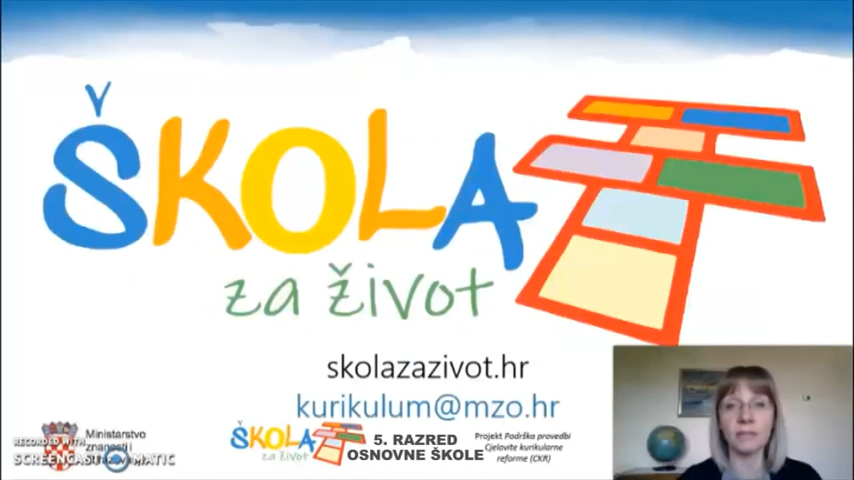 ŠKOLA
za život
skolazazivot.hr
kurikulum@mzo.hr
Ministarstvo
znanosti i
RECORDED WITH
SCREENCAST MATIC
ŠKOLA
za život
5. RAZRED
OSNOVNE ŠKOLE
Projekt Podrška provedbi
Cjelovite kurikularne
reforme (CKR)